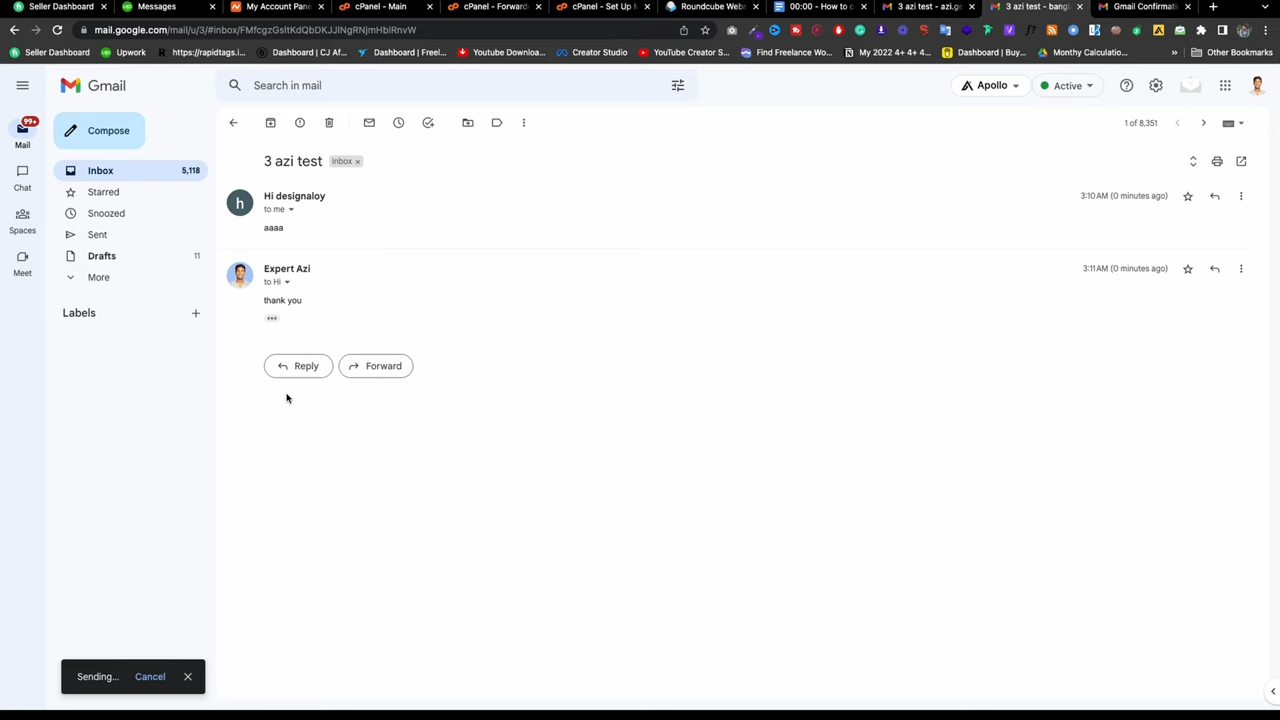 Seller Dashboard
Messages
My Account Pane
cPanel - Main
cPanel - Forwarde
cPanel - Set Up M
Roundcube Webm
00:00 - How to c
3 azi test - azi.ge
3 azi test - bangl
Gmail Confirmatic
mail.google.com/mail/u/3/#inbox/FMfcgzGsltKdQbDKJJlNgRNjmHblRnvW
Seller Dashboard
Upwork
https://rapidtags.i...
Dashboard | CJ Af...
Dashboard | Freel...
Youtube Downloa...
Creator Studio
YouTube Creator S...
Find Freelance Wo...
My 2022 4+ 4+ 4...
Dashboard | Buy...
Monthy Calculatio...
»
Other Bookmarks
Gmail
Search in mail
Apollo
Active
Compose
1 of 8,351
99+
Mail
Chat
Spaces
Meet
Inbox 5,118
Starred
Snoozed
Sent
Drafts 11
More
Labels
3 azi test
Inbox ×
Hi designaloy
3:10 AM (0 minutes ago)
to me
aaaa
Expert Azi
3:11 AM (0 minutes ago)
to Hi
thank you
Reply
Forward
Sending...
Cancel